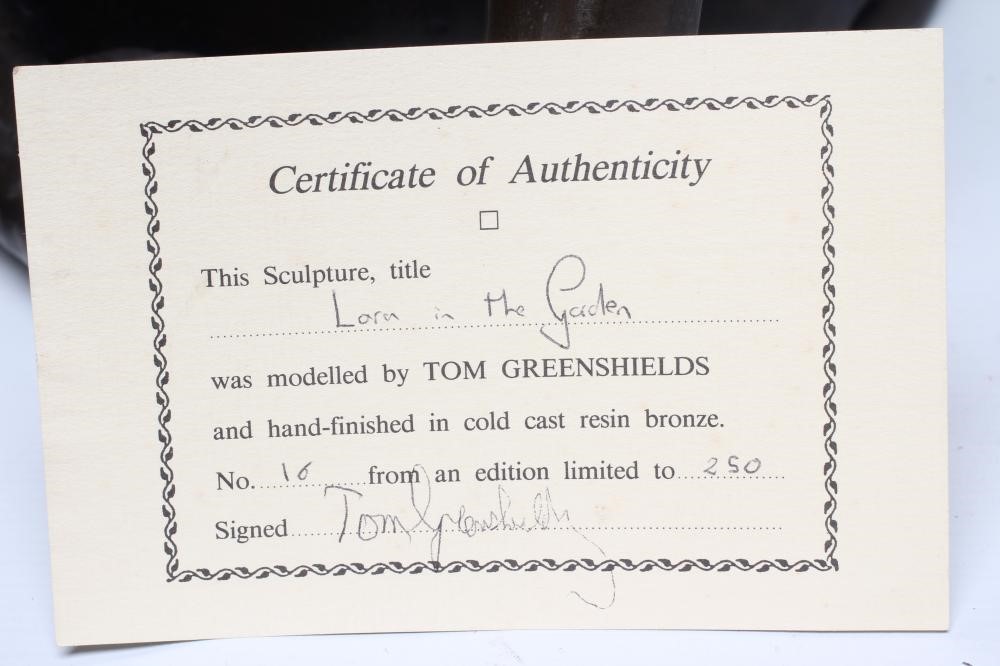 Certificate of Authenticity
This Sculpture, title
Lorn in the Garden
was modelled by TOM GREENSHIELDS
and hand-finished in cold cast resin bronze.
No. 16 from an edition limited to 250
Signed Tom Greenshields